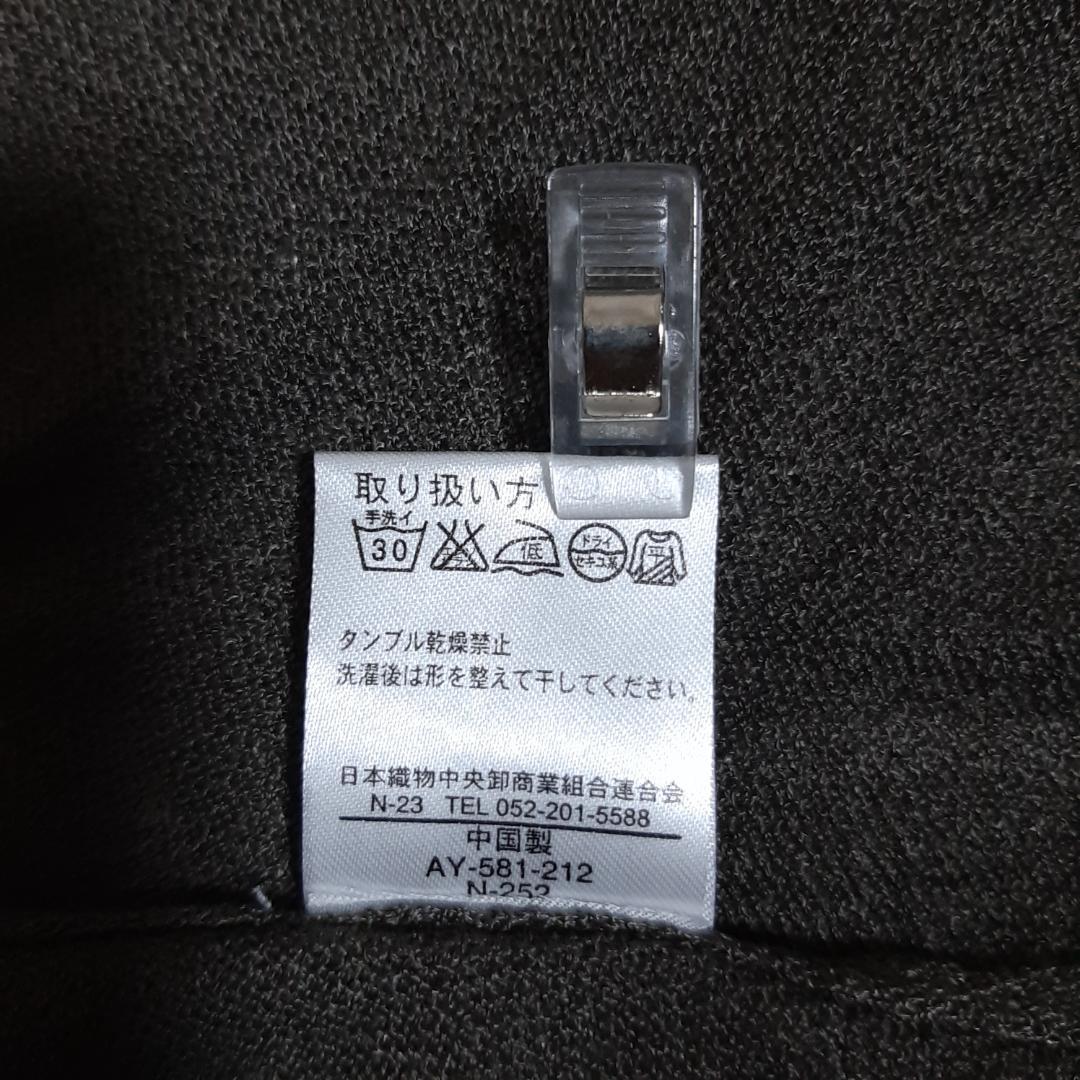 取り扱い方
手洗イ
30
低
ドライ
セキユ系
平
タンブル乾燥禁止
洗濯後は形を整えて干してください。
日本織物中央卸商業組合連合会
N-23 TEL 052-201-5588
中国製
AY-581-212
N-252